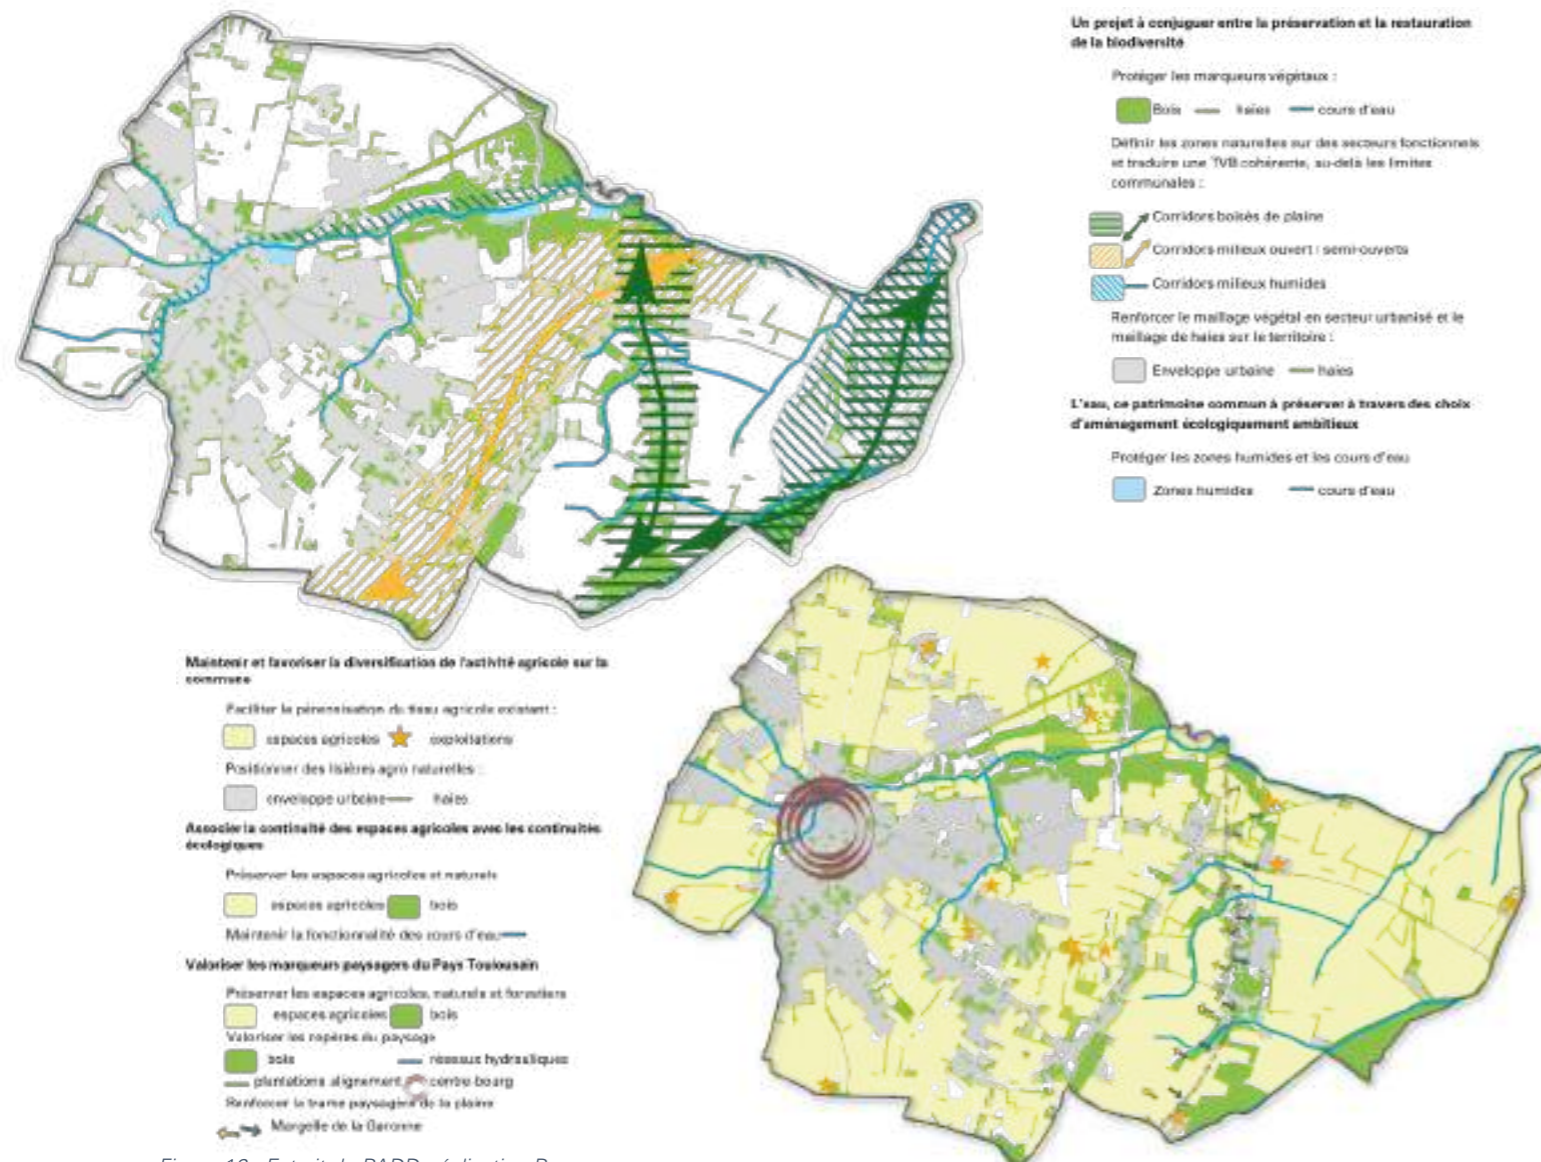 Un projet à conjuguer entre la préservation et la restauration
de la biodiversité
Protéger les marqueurs végétaux :
Bois haies cours d'eau
Définir les zones naturelles sur des secteurs fonctionnels
et traduire une TVB cohérente, au-delà les limites
communales :
Corridors boisés de plaine
Corridors milieux ouvert / semi-ouverts
Corridors milieux humides
Renforcer le maillage végétal en secteur urbanisé et le
maillage de haies sur le territoire :
Enveloppe urbaine haies
L'eau, ce patrimoine commun à préserver à travers des choix
d'aménagement écologiquement ambitieux
Protéger les zones humides et les cours d'eau
Zones humides cours d'eau
Maintenir et favoriser la diversification de l'activité agricole sur la
commune
Faciliter la pérennisation du tissu agricole existant :
espaces agricoles exploitations
Positionner des lisières agro naturelles :
enveloppe urbaine haies
Associer la continuité des espaces agricoles avec les continuités
écologiques
Préserver les espaces agricoles et naturels
espaces agricoles bois
Maintenir la fonctionnalité des cours d'eau
Valoriser les marqueurs paysagers du Pays Toulousain
Préserver les espaces agricoles, naturels et forestiers
espaces agricoles bois
Valoriser les repères du paysage
bois réseaux hydrauliques
plantations alignement centre-bourg
Renforcer la trame paysagère de la plaine
Margelle de la Garonne